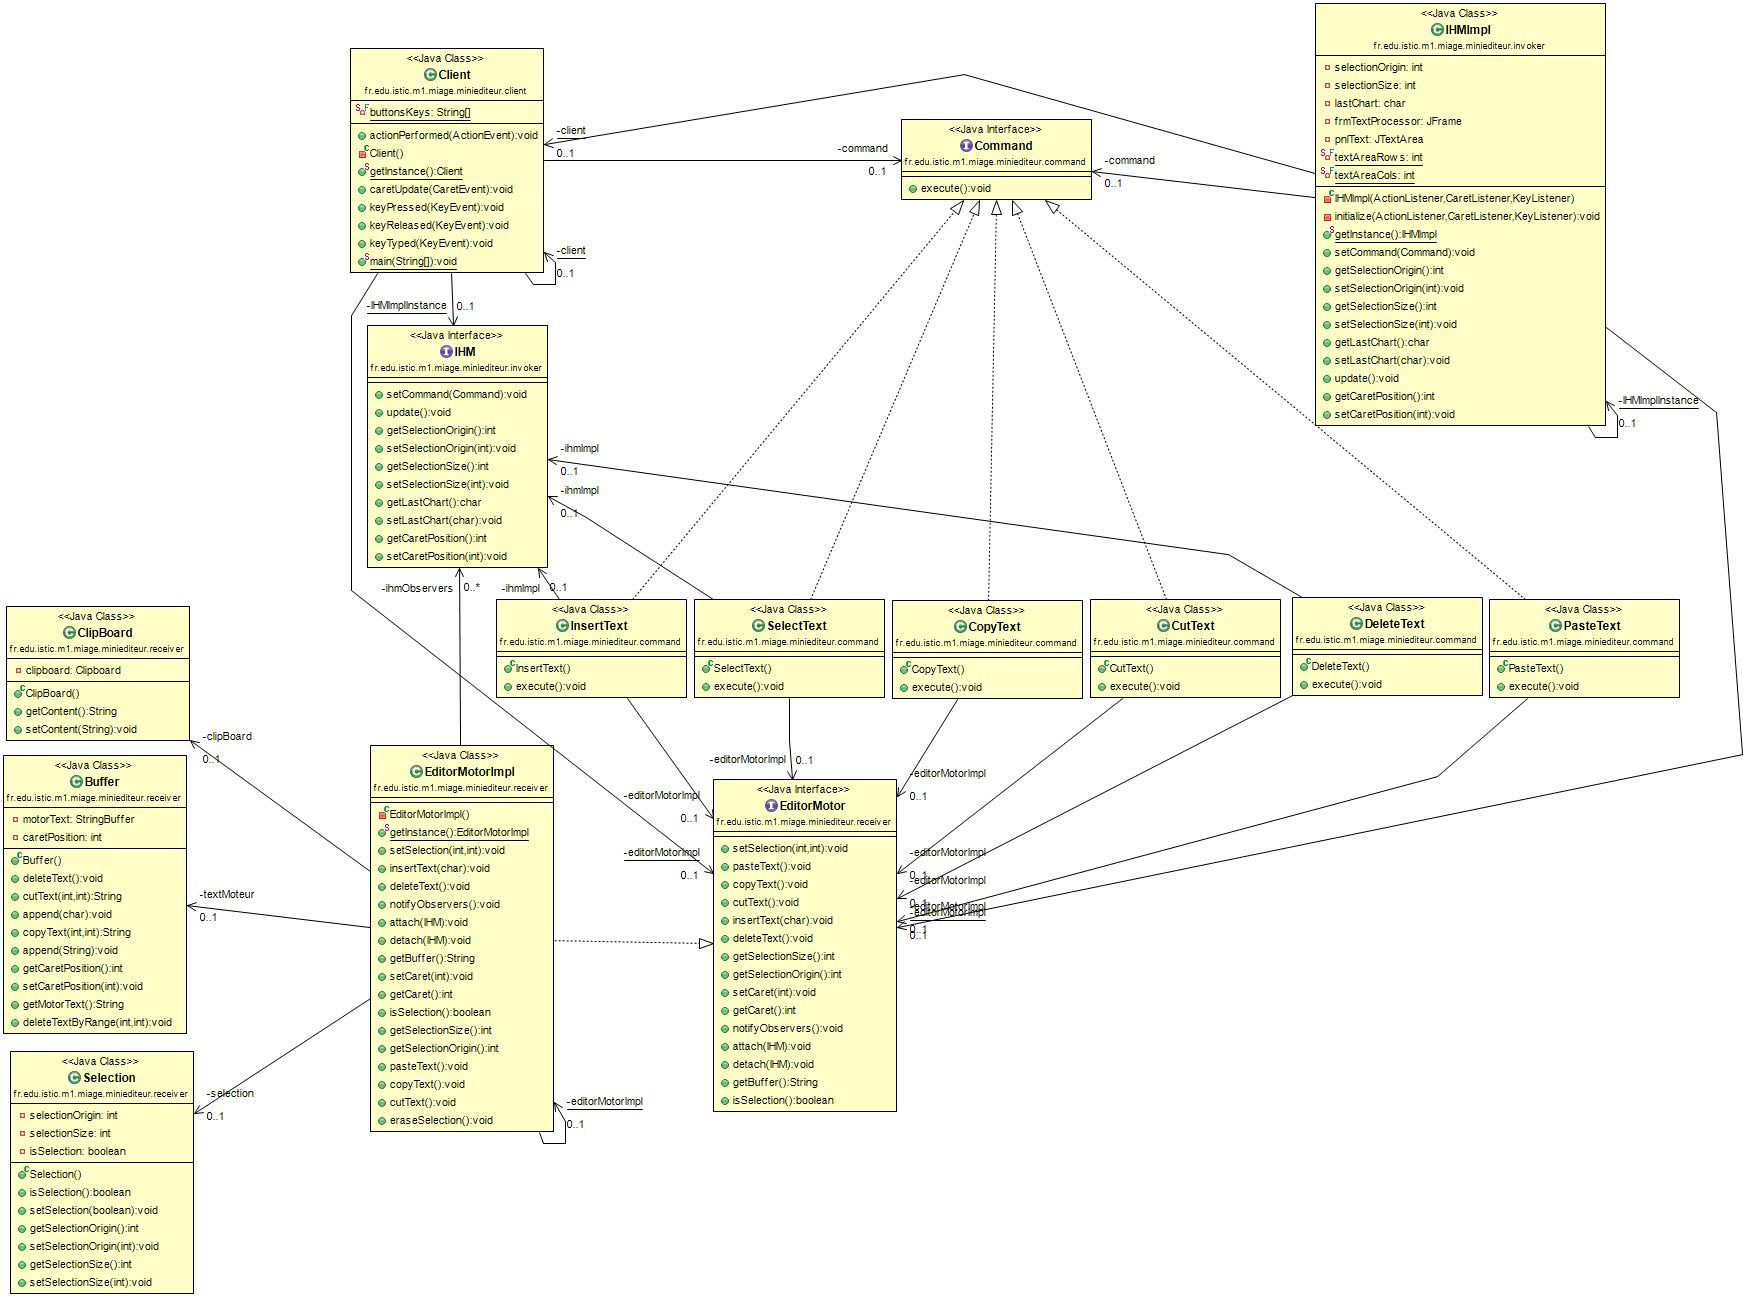 <<Java Class>>
Client
fr.edu.istic.m1.miage.miniediteur.client
buttonsKeys: String[]
actionPerformed(ActionEvent):void
Client()
getInstance():Client
caretUpdate(CaretEvent):void
keyPressed(KeyEvent):void
keyReleased(KeyEvent):void
keyTyped(KeyEvent):void
main(String[]):void
-client
0..1
-client
0..1
-command
0..1
<<Java Interface>>
Command
fr.edu.istic.m1.miage.miniediteur.command
execute():void
-command
0..1
<<Java Class>>
IHMImpl
fr.edu.istic.m1.miage.miniediteur.invoker
selectionOrigin: int
selectionSize: int
lastChart: char
frmTextProcessor: JFrame
pnlText: JTextArea
textAreaRows: int
textAreaCols: int
IHMImpl(ActionListener,CaretListener,KeyListener)
initialize(ActionListener,CaretListener,KeyListener):void
getInstance():IHMImpl
setCommand(Command):void
getSelectionOrigin():int
setSelectionOrigin(int):void
getSelectionSize():int
setSelectionSize(int):void
getLastChart():char
setLastChart(char):void
update():void
getCaretPosition():int
setCaretPosition(int):void
-IHMImplInstance
0..1
-IHMImplInstance
0..1
<<Java Interface>>
IHM
fr.edu.istic.m1.miage.miniediteur.invoker
setCommand(Command):void
update():void
getSelectionOrigin():int
setSelectionOrigin(int):void
getSelectionSize():int
setSelectionSize(int):void
getLastChart():char
setLastChart(char):void
getCaretPosition():int
setCaretPosition(int):void
-ihmImpl
0..1
-ihmImpl
0..1
-ihmObservers
0..*
-ihmImpl
0..1
<<Java Class>>
InsertText
fr.edu.istic.m1.miage.miniediteur.command
InsertText()
execute():void
<<Java Class>>
SelectText
fr.edu.istic.m1.miage.miniediteur.command
SelectText()
execute():void
<<Java Class>>
CopyText
fr.edu.istic.m1.miage.miniediteur.command
CopyText()
execute():void
<<Java Class>>
CutText
fr.edu.istic.m1.miage.miniediteur.command
CutText()
execute():void
<<Java Class>>
DeleteText
fr.edu.istic.m1.miage.miniediteur.command
DeleteText()
execute():void
<<Java Class>>
PasteText
fr.edu.istic.m1.miage.miniediteur.command
PasteText()
execute():void
<<Java Class>>
ClipBoard
fr.edu.istic.m1.miage.miniediteur.receiver
clipboard: Clipboard
ClipBoard()
getContent():String
setContent(String):void
-clipBoard
0..1
<<Java Class>>
Buffer
fr.edu.istic.m1.miage.miniediteur.receiver
motorText: StringBuffer
caretPosition: int
Buffer()
deleteText():void
cutText(int,int):String
append(char):void
copyText(int,int):String
append(String):void
getCaretPosition():int
setCaretPosition(int):void
getMotorText():String
deleteTextByRange(int,int):void
-textMoteur
0..1
<<Java Class>>
Selection
fr.edu.istic.m1.miage.miniediteur.receiver
selectionOrigin: int
selectionSize: int
isSelection: boolean
Selection()
isSelection():boolean
setSelection(boolean):void
getSelectionOrigin():int
setSelectionOrigin(int):void
getSelectionSize():int
setSelectionSize(int):void
-selection
0..1
<<Java Class>>
EditorMotorImpl
fr.edu.istic.m1.miage.miniediteur.receiver
EditorMotorImpl()
getInstance():EditorMotorImpl
setSelection(int,int):void
insertText(char):void
deleteText():void
notifyObservers():void
attach(IHM):void
detach(IHM):void
getBuffer():String
setCaret(int):void
getCaret():int
isSelection():boolean
getSelectionSize():int
getSelectionOrigin():int
pasteText():void
copyText():void
cutText():void
eraseSelection():void
-editorMotorImpl
0..1
-editorMotorImpl
0..1
-editorMotorImpl
0..1
-editorMotorImpl
0..1
<<Java Interface>>
EditorMotor
fr.edu.istic.m1.miage.miniediteur.receiver
setSelection(int,int):void
pasteText():void
copyText():void
cutText():void
insertText(char):void
deleteText():void
getSelectionSize():int
getSelectionOrigin():int
setCaret(int):void
getCaret():int
notifyObservers():void
attach(IHM):void
detach(IHM):void
getBuffer():String
isSelection():boolean
-editorMotorImpl
0..1
-editorMotorImpl
0..1
-editorMotorImpl
0..1
-editorMotorImpl
0..1
-editorMotorImpl
0..1